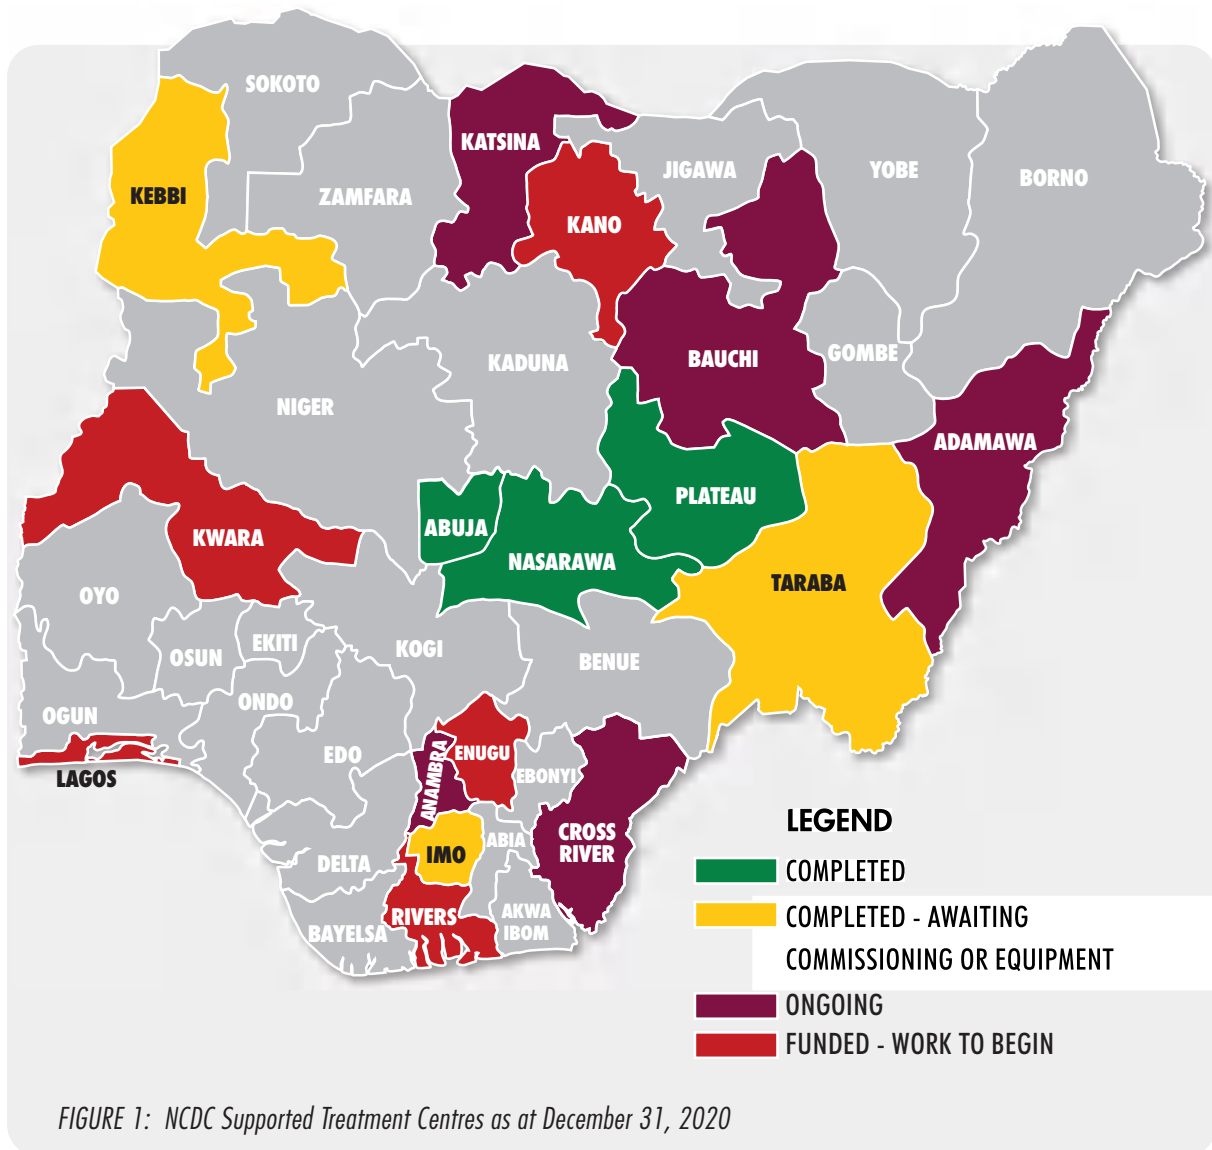 SOKOTO
KATSINA
KEBBI
ZAMFARA
KANO
JIGAWA
YOBE
BORNO
KADUNA
BAUCHI
GOMBE
NIGER
ADAMAWA
PLATEAU
ABUJA
KWARA
NASARAWA
TARABA
OYO
EKITI
OSUN
KOGI
BENUE
ONDO
OGUN
EDO
ANAMBRA
ENUGU
EBONYI
LAGOS
CROSS
RIVER
ABIA
IMO
DELTA
RIVERS
AKWA
IBOM
BAYELSA
LEGEND
COMPLETED
COMPLETED - AWAITING
COMMISSIONING OR EQUIPMENT
ONGOING
FUNDED - WORK TO BEGIN
FIGURE 1: NCDC Supported Treatment Centres as at December 31, 2020